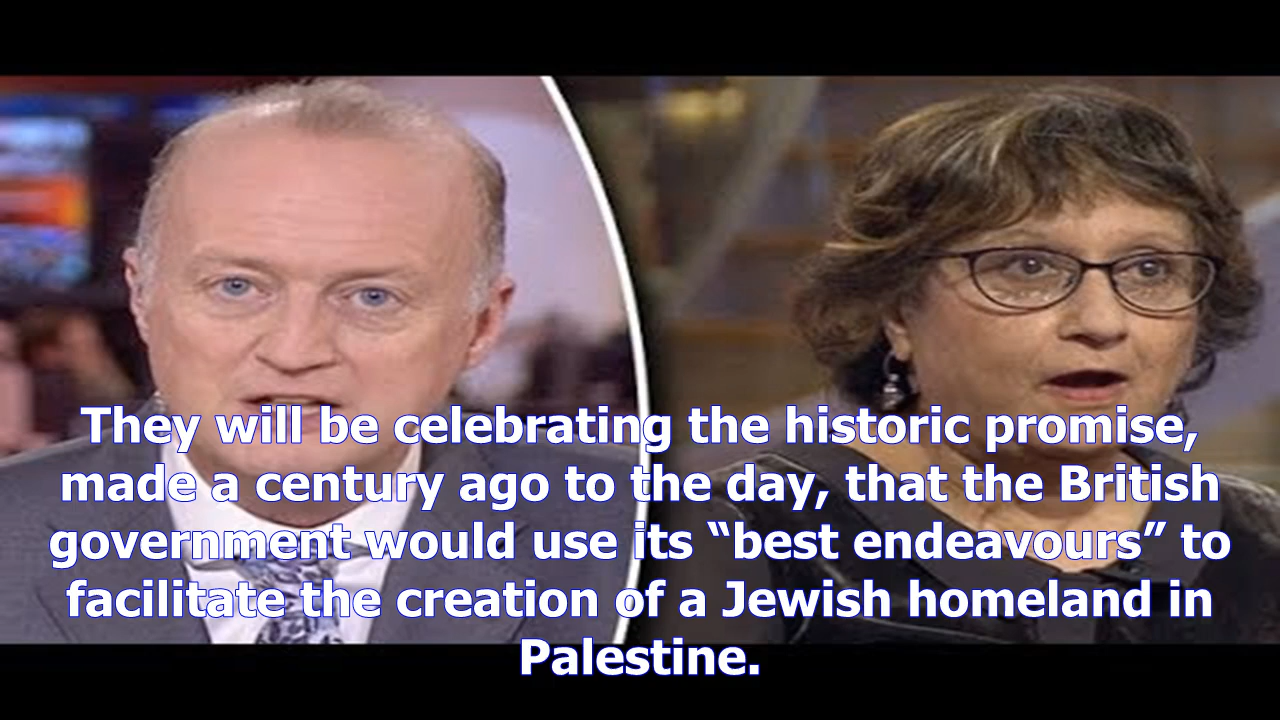 They will be celebrating the historic promise,
made a century ago to the day, that the British
government would use its “best endeavours” to
facilitate the creation of a Jewish homeland in
Palestine.